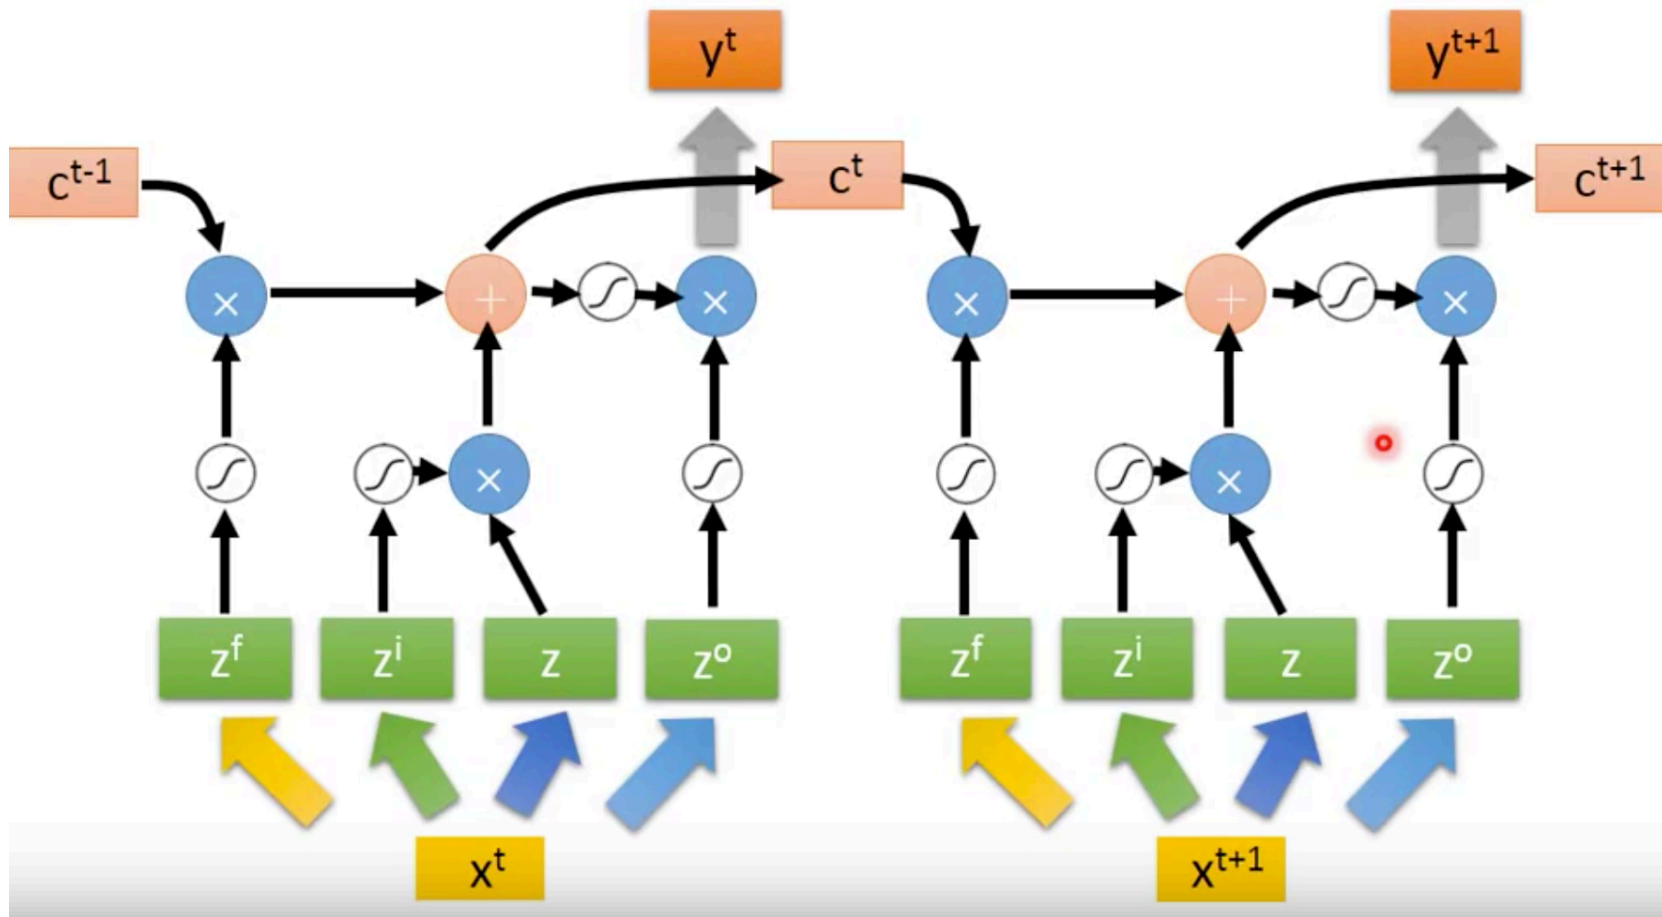 y^t
y^{t+1}
c^{t-1}
c^t
c^{t+1}
×
+
×
×
+
×
×
×
z^f
z^i
z
z^o
z^f
z^i
z
z^o
x^t
x^{t+1}